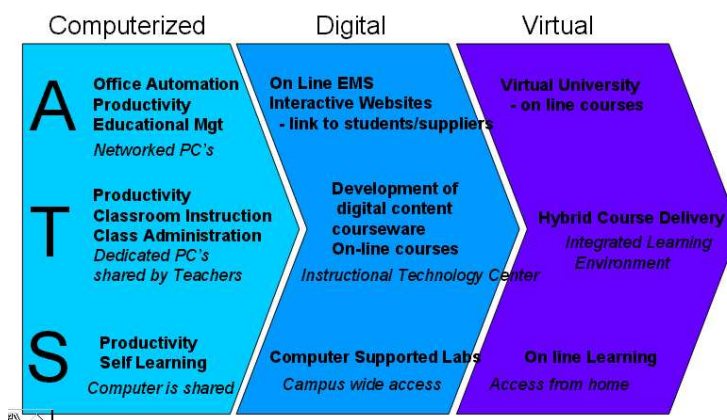 Computerized
Digital
Virtual
A
Office Automation
Productivity
Educational Mgt
Networked PC's
On Line EMS
Interactive Websites
- link to students/suppliers
Virtual University
- on line courses
T
Productivity
Classroom Instruction
Class Administration
Dedicated PC's
shared by Teachers
Development of
digital content
courseware
On-line courses
Instructional Technology Center
Hybrid Course Delivery
Integrated Learning
Environment
S
Productivity
Self Learning
Computer is shared
Computer Supported Labs
Campus wide access
On line Learning
Access from home